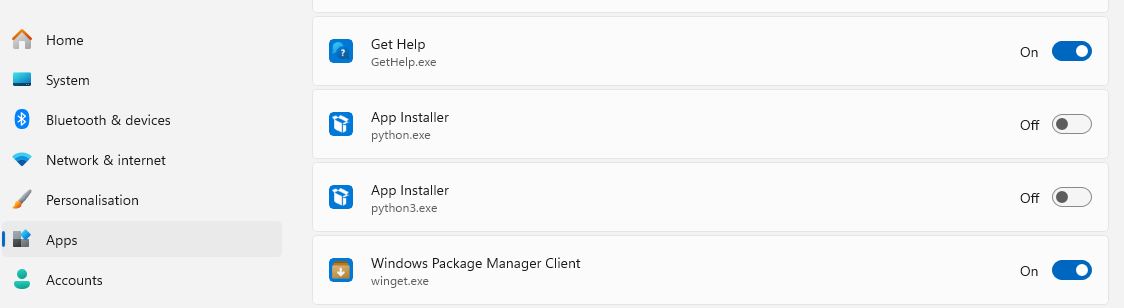 Home
System
Bluetooth & devices
Network & internet
Personalisation
Apps
Accounts
Get Help
GetHelp.exe
On
App Installer
python.exe
Off
App Installer
python3.exe
Off
Windows Package Manager Client
winget.exe
On